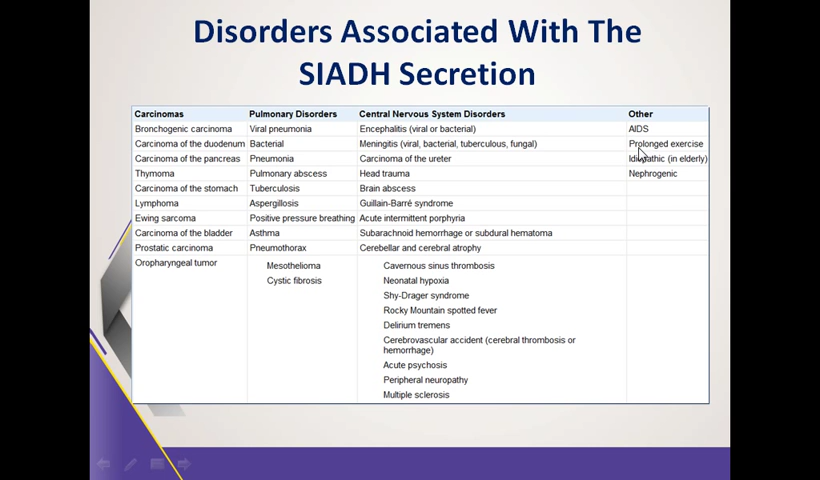 Disorders Associated With The
SIADH Secretion
Carcinomas Pulmonary Disorders Central Nervous System Disorders Other
Bronchogenic carcinoma Viral pneumonia Encephalitis (viral or bacterial) AIDS
Carcinoma of the duodenum Bacterial Meningitis (viral, bacterial, tuberculous, fungal) Prolonged exercise
Carcinoma of the pancreas Pneumonia Carcinoma of the ureter Idiopathic (in elderly)
Thymoma Pulmonary abscess Head trauma Nephrogenic
Carcinoma of the stomach Tuberculosis Brain abscess
Lymphoma Aspergillosis Guillain-Barré syndrome
Ewing sarcoma Positive pressure breathing Acute intermittent porphyria
Carcinoma of the bladder Asthma Subarachnoid hemorrhage or subdural hematoma
Prostatic carcinoma Pneumothorax Cerebellar and cerebral atrophy
Oropharyngeal tumor Mesothelioma Cavernous sinus thrombosis
Cystic fibrosis Neonatal hypoxia
Shy-Drager syndrome
Rocky Mountain spotted fever
Delirium tremens
Cerebrovascular accident (cerebral thrombosis or
hemorrhage)
Acute psychosis
Peripheral neuropathy
Multiple sclerosis